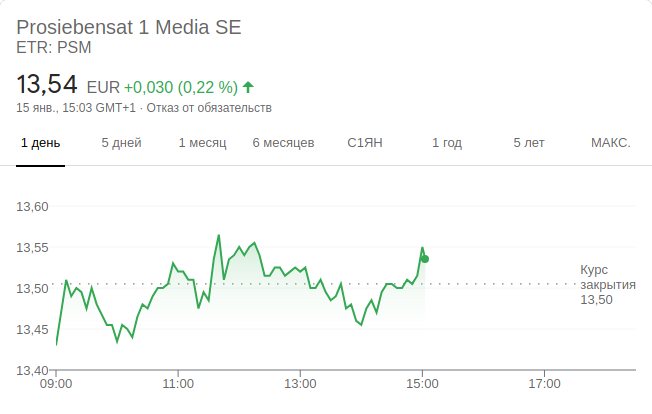 Prosiebensat 1 Media SE
ETR: PSM
13,54 EUR +0,030 (0,22 %)
15 янв., 15:03 GMT+1 · Отказ от обязательств
1 день 5 дней 1 месяц 6 месяцев С1ЯН 1 год 5 лет МАКС.
13,60
13,55
Курс
закрытия
13,50
13,50
13,45
13,40
09:00 11:00 13:00 15:00 17:00